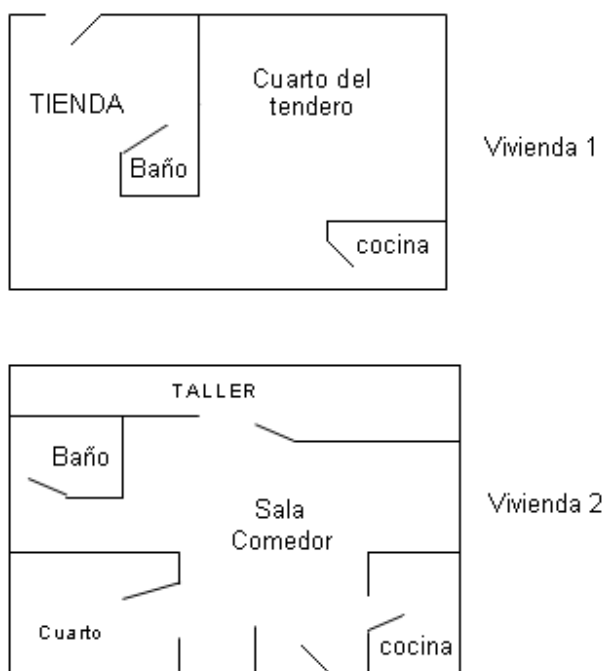 Cuarto del
tendero
TIENDA
Vivienda 1
Baño
cocina
TALLER
Baño
Sala
Comedor
Vivienda 2
Cuarto
cocina